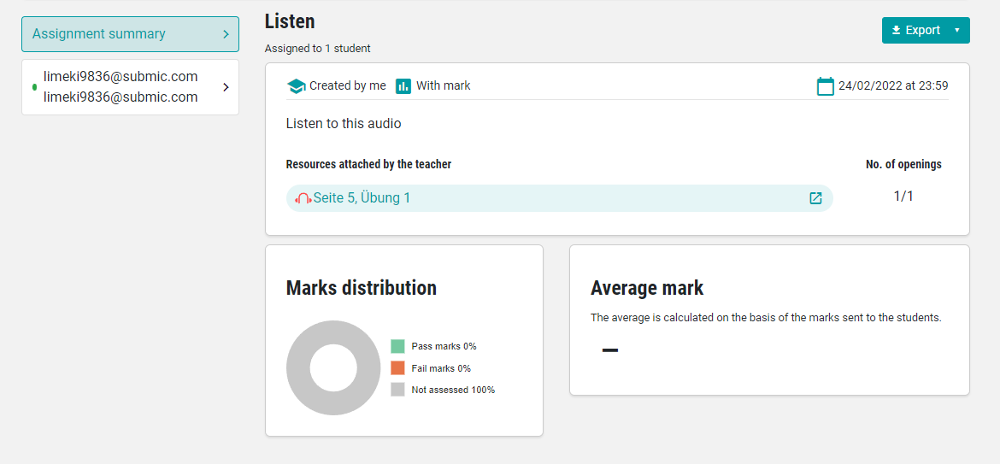 Assignment summary
limeki9836@submic.com
limeki9836@submic.com
Listen
Assigned to 1 student
Export
Created by me
With mark
24/02/2022 at 23:59
Listen to this audio
Resources attached by the teacher
No. of openings
Seite 5, Übung 1
1/1
Marks distribution
Pass marks 0%
Fail marks 0%
Not assessed 100%
Average mark
The average is calculated on the basis of the marks sent to the students.
–